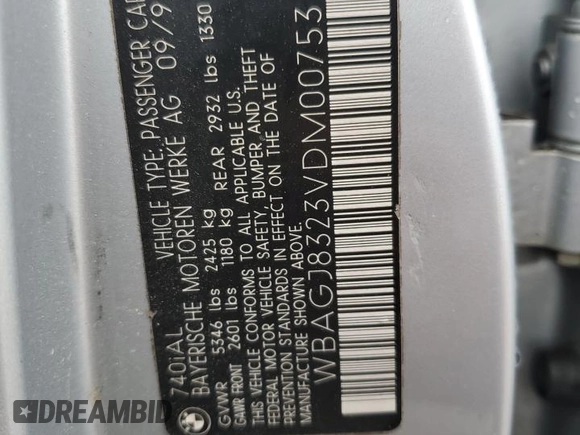 740iAL VEHICLE TYPE: PASSENGER CAR
BAYERISCHE MOTOREN WERKE AG 09/9
GVWR 5346 lbs 2425 kg
GAWR FRONT 2601 lbs 1180 kg REAR 2932 lbs 1330
THIS VEHICLE CONFORMS TO ALL APPLICABLE U.S.
FEDERAL MOTOR VEHICLE SAFETY, BUMPER AND THEFT
PREVENTION STANDARDS IN EFFECT ON THE DATE OF
MANUFACTURE SHOWN ABOVE.
WBAGJ8323VDM00753
DREAMBID